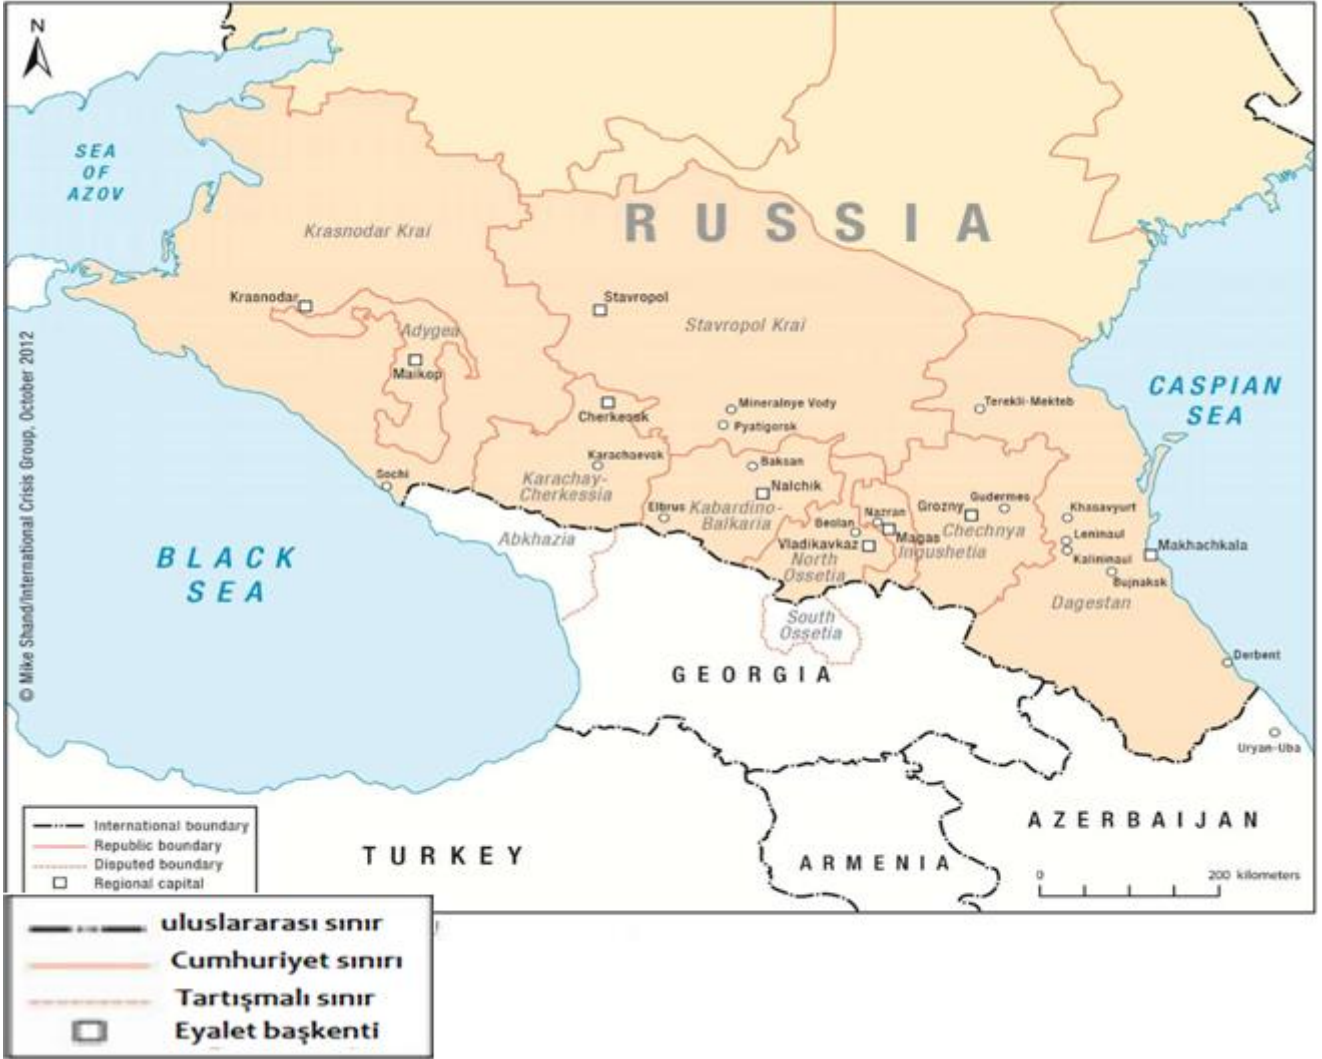 N
SEA
OF
AZOV
RUSSIA
Krasnodar Krai
Krasnodar
Stavropol
Stavropol Krai
Adygea
Maikop
CASPIAN
SEA
Cherkessk
Mineralnye Vody
Pyatigorsk
Terekli-Mekteb
Sochi
Karachaevsk
Karachay-
Cherkessia
Baksan
Nalchik
Elbrus
Kabardino-
Balkaria
Grozny
Gudermes
Chechnya
Nazran
Beslan
Magas
Ingushetia
Vladikavkaz
North
Ossetia
Khasavyurt
Leninaul
Kalininaul
Makhachkala
Bujnaksk
Dagestan
Abkhazia
BLACK
SEA
South
Ossetia
GEORGIA
Derbent
Uryan-Uba
TURKEY
ARMENIA
AZERBAIJAN
© Mike Shand/International Crisis Group, October 2012
0 200 kilometers
International boundary
Republic boundary
Disputed boundary
Regional capital
uluslararası sınır
Cumhuriyet sınırı
Tartışmalı sınır
Eyalet başkenti